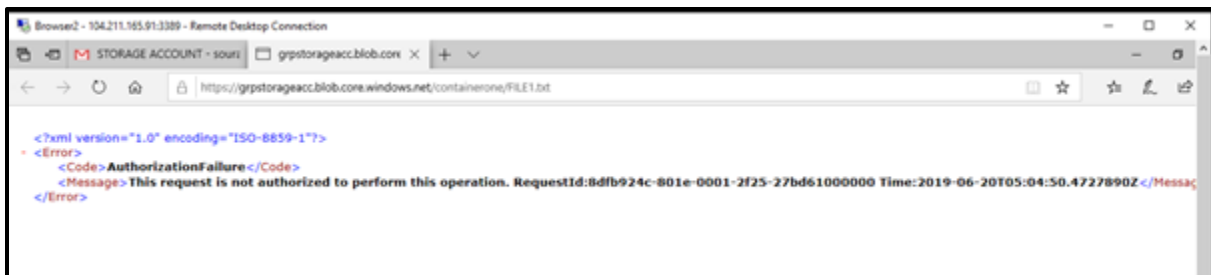 Browser2 - 104.211.165.91:3389 - Remote Desktop Connection
STORAGE ACCOUNT - sour grpstorageacc.blob.core
https://grpstorageacc.blob.core.windows.net/containerone/FILE1.txt
<?xml version="1.0" encoding="ISO-8859-1"?>
- <Error>
<Code>AuthorizationFailure</Code>
<Message>This request is not authorized to perform this operation. RequestId:8dfb924c-801e-0001-2f25-27bd61000000 Time:2019-06-20T05:04:50.4727890Z</Messag
</Error>